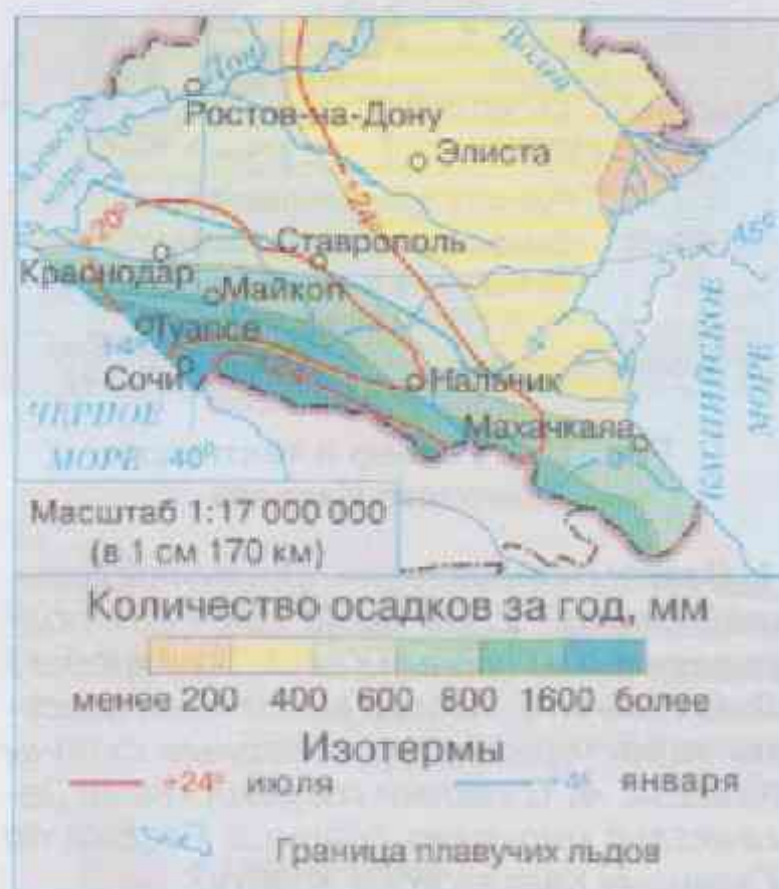 Дон
Ростов-на-Дону
Элиста
+24°
+20°
Ставрополь
45°
Краснодар
Майкоп
Туапсе
Сочи
Нальчик
ЧЕРНОЕ
МОРЕ
40°
Махачкала
КАСПИЙСКОЕ
МОРЕ
Масштаб 1:17 000 000
(в 1 см 170 км)
Количество осадков за год, мм
менее 200 400 600 800 1600 более
Изотермы
+24° июля -4° января
Граница плавучих льдов